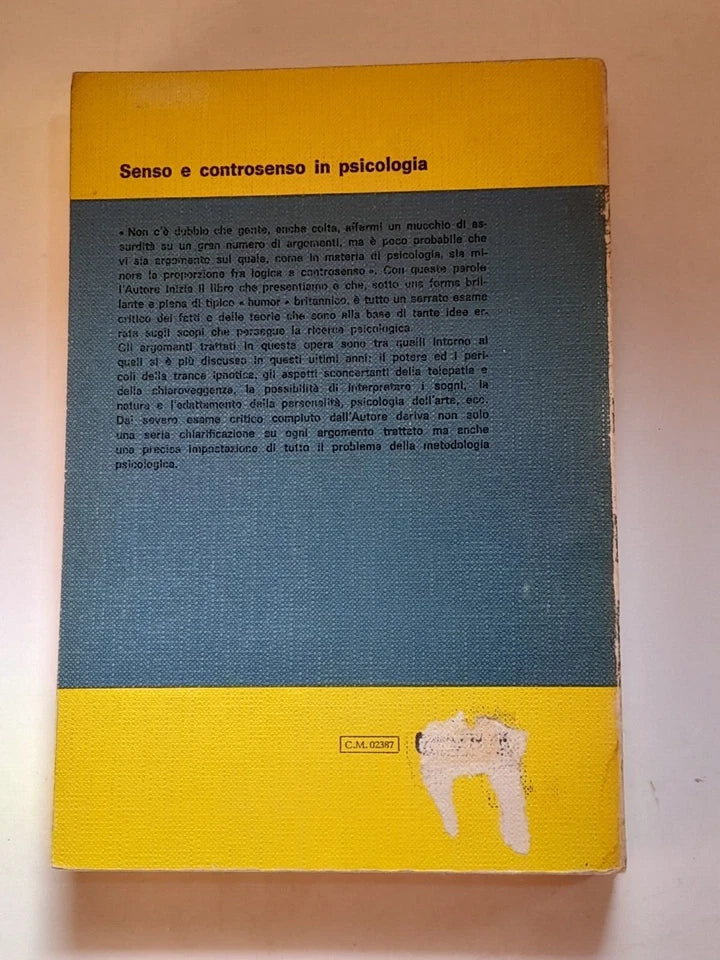 Senso e controsenso in psicologia
« Non c'è dubbio che gente, anche colta, affermi un mucchio di as-
surdità su un gran numero di argomenti, ma è poco probabile che
vi sia argomento sul quale, come in materia di psicologia, sia mi-
nore la proporzione fra logica e controsenso ». Con queste parole
l'Autore inizia il libro che presentiamo e che, sotto una forma bril-
lante e piena di tipico « humor » britannico, è tutto un serrato esame
critico dei fatti e delle teorie che sono alla base di tante idee er-
rate sugli scopi che persegue la ricerca psicologica.
Gli argomenti trattati in questa opera sono tra quelli intorno ai
quali si è più discusso in questi ultimi anni: il potere ed i peri-
coli della trance ipnotica, gli aspetti sconcertanti della telepatia e
della chiaroveggenza, la possibilità di interpretare i sogni, la
natura e l'adattamento della personalità, psicologia dell'arte, ecc.
Dal severo esame critico compiuto dall'Autore deriva non solo
una seria chiarificazione su ogni argomento trattato ma anche
una precisa impostazione di tutto il problema della metodologia
psicologica.
C.M. 02387